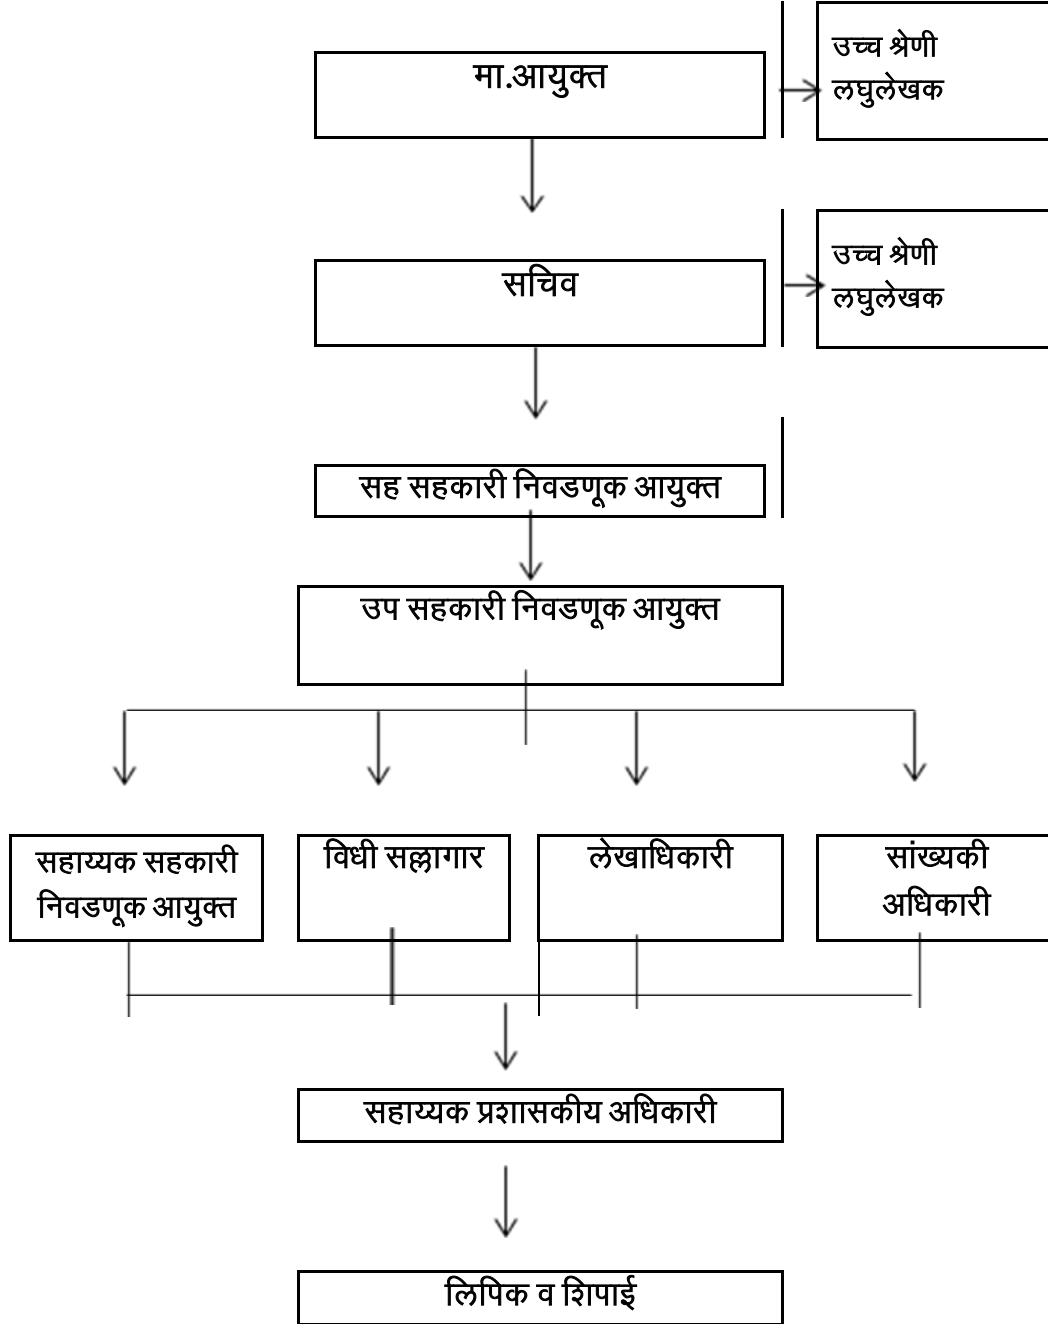 मा.आयुक्त
उच्च श्रेणी
लघुलेखक
सचिव
उच्च श्रेणी
लघुलेखक
सह सहकारी निवडणूक आयुक्त
उप सहकारी निवडणूक आयुक्त
सहाय्यक सहकारी
निवडणूक आयुक्त
विधी सल्लागार
लेखाधिकारी
सांख्यकी
अधिकारी
सहाय्यक प्रशासकीय अधिकारी
लिपिक व शिपाई